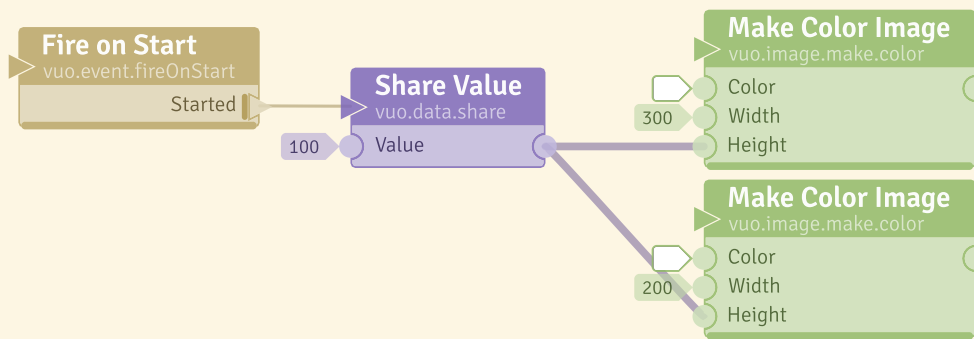 Fire on Start
vuo.event.fireOnStart
Started
Share Value
vuo.data.share
100
Value
Make Color Image
vuo.image.make.color
Color
300
Width
Height
Make Color Image
vuo.image.make.color
Color
200
Width
Height